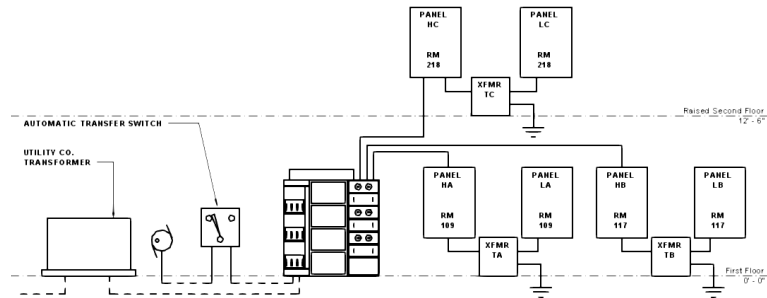 PANEL
HC
RM
218
PANEL
LC
RM
218
XFMR
TC
Raised Second Floor
12' - 6"
AUTOMATIC TRANSFER SWITCH
UTILITY CO.
TRANSFORMER
PANEL
HA
RM
109
PANEL
LA
RM
109
PANEL
HB
RM
117
PANEL
LB
RM
117
XFMR
TA
XFMR
TB
First Floor
0' - 0"